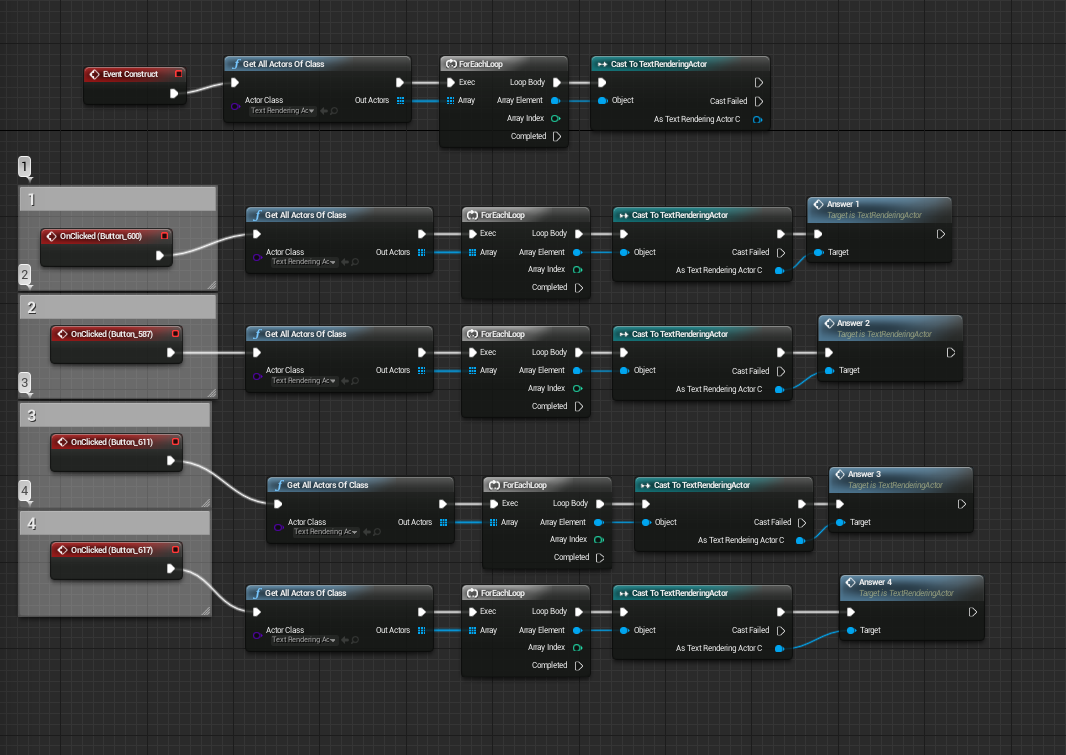 Event Construct
Get All Actors Of Class
Actor Class
Text Rendering Ac
Out Actors
ForEachLoop
Exec
Loop Body
Array
Array Element
Array Index
Completed
Cast To TextRenderingActor
Object
Cast Failed
As Text Rendering Actor C
1
1
OnClicked (Button_600)
Get All Actors Of Class
Actor Class
Text Rendering Ac
Out Actors
ForEachLoop
Exec
Loop Body
Array
Array Element
Array Index
Completed
Cast To TextRenderingActor
Object
Cast Failed
As Text Rendering Actor C
Answer 1
Target is TextRenderingActor
Target
2
2
OnClicked (Button_587)
Get All Actors Of Class
Actor Class
Text Rendering Ac
Out Actors
ForEachLoop
Exec
Loop Body
Array
Array Element
Array Index
Completed
Cast To TextRenderingActor
Object
Cast Failed
As Text Rendering Actor C
Answer 2
Target is TextRenderingActor
Target
3
3
OnClicked (Button_611)
Get All Actors Of Class
Actor Class
Text Rendering Ac
Out Actors
ForEachLoop
Exec
Loop Body
Array
Array Element
Array Index
Completed
Cast To TextRenderingActor
Object
Cast Failed
As Text Rendering Actor C
Answer 3
Target is TextRenderingActor
Target
4
4
OnClicked (Button_617)
Get All Actors Of Class
Actor Class
Text Rendering Ac
Out Actors
ForEachLoop
Exec
Loop Body
Array
Array Element
Array Index
Completed
Cast To TextRenderingActor
Object
Cast Failed
As Text Rendering Actor C
Answer 4
Target is TextRenderingActor
Target